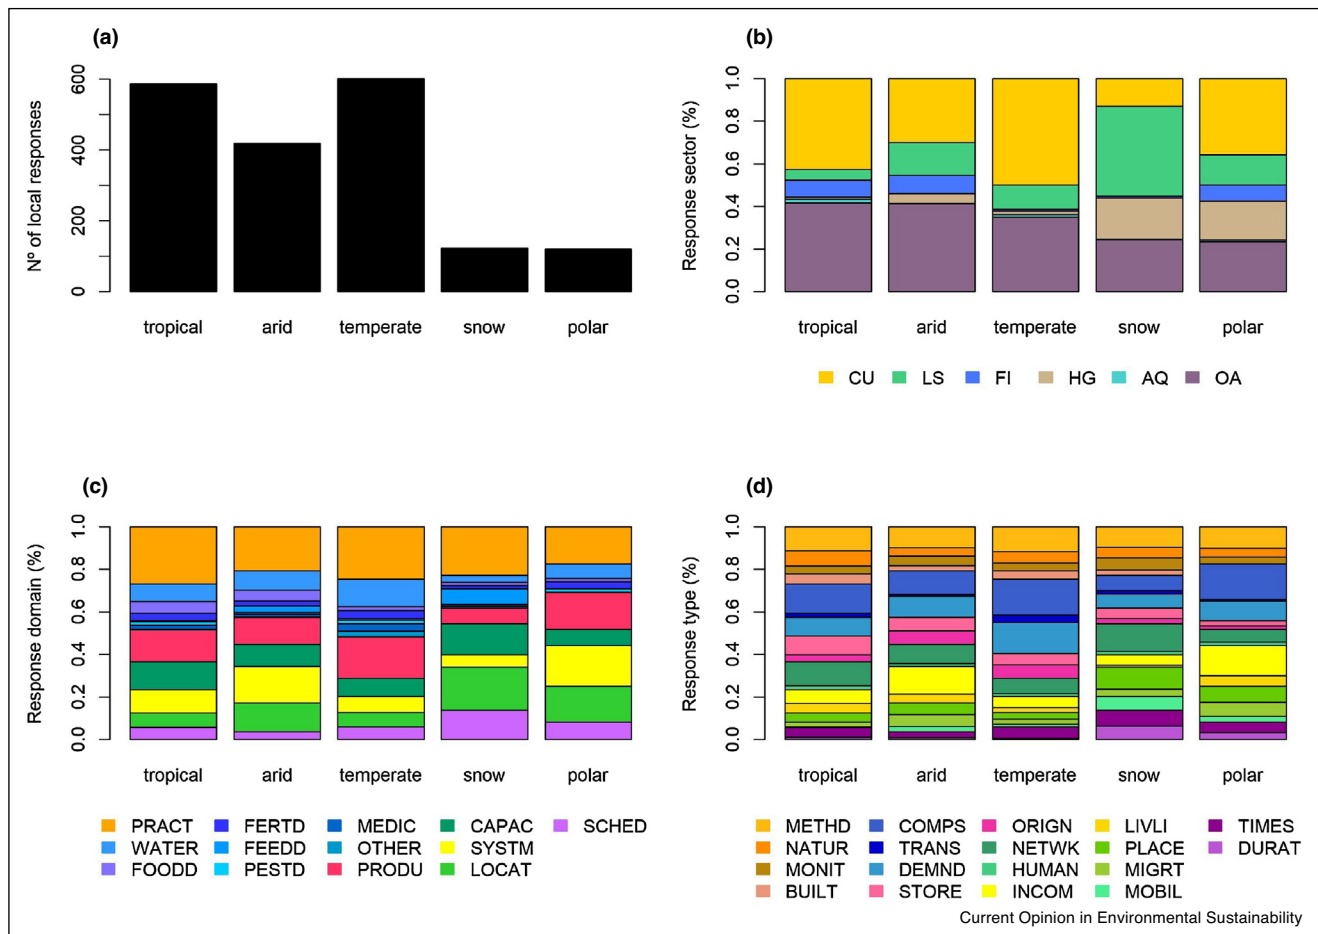 (a)
Nº of local responses
600
400
200
0
tropical arid temperate snow polar
(b)
Response sector (%)
1.0
0.8
0.6
0.4
0.2
0.0
tropical arid temperate snow polar
CU LS FI HG AQ OA
(c)
Response domain (%)
1.0
0.8
0.6
0.4
0.2
0.0
tropical arid temperate snow polar
PRACT FERTD MEDIC CAPAC SCHED
WATER FEEDD OTHER SYSTM
FOODD PESTD PRODU LOCAT
(d)
Response type (%)
1.0
0.8
0.6
0.4
0.2
0.0
tropical arid temperate snow polar
METHD COMPS ORIGN LIVLI TIMES
NATUR TRANS NETWK PLACE DURAT
MONIT DEMND HUMAN MIGRT
BUILT STORE INCOM MOBIL
Current Opinion in Environmental Sustainability